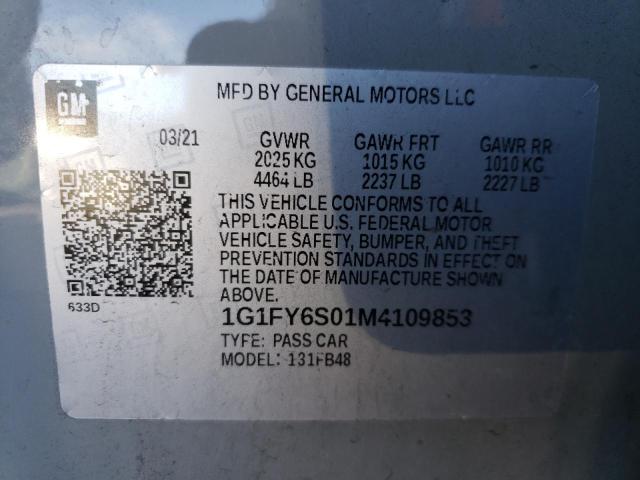 GM
MFD BY GENERAL MOTORS LLC
03/21 GVWR GAWR FRT GAWR RR
2025 KG 1015 KG 1010 KG
4464 LB 2237 LB 2227 LB
THIS VEHICLE CONFORMS TO ALL
APPLICABLE U.S. FEDERAL MOTOR
VEHICLE SAFETY, BUMPER, AND THEFT
PREVENTION STANDARDS IN EFFECT ON
THE DATE OF MANUFACTURE SHOWN
ABOVE.
633D
1G1FY6S01M4109853
TYPE: PASS CAR
MODEL: 131FB48